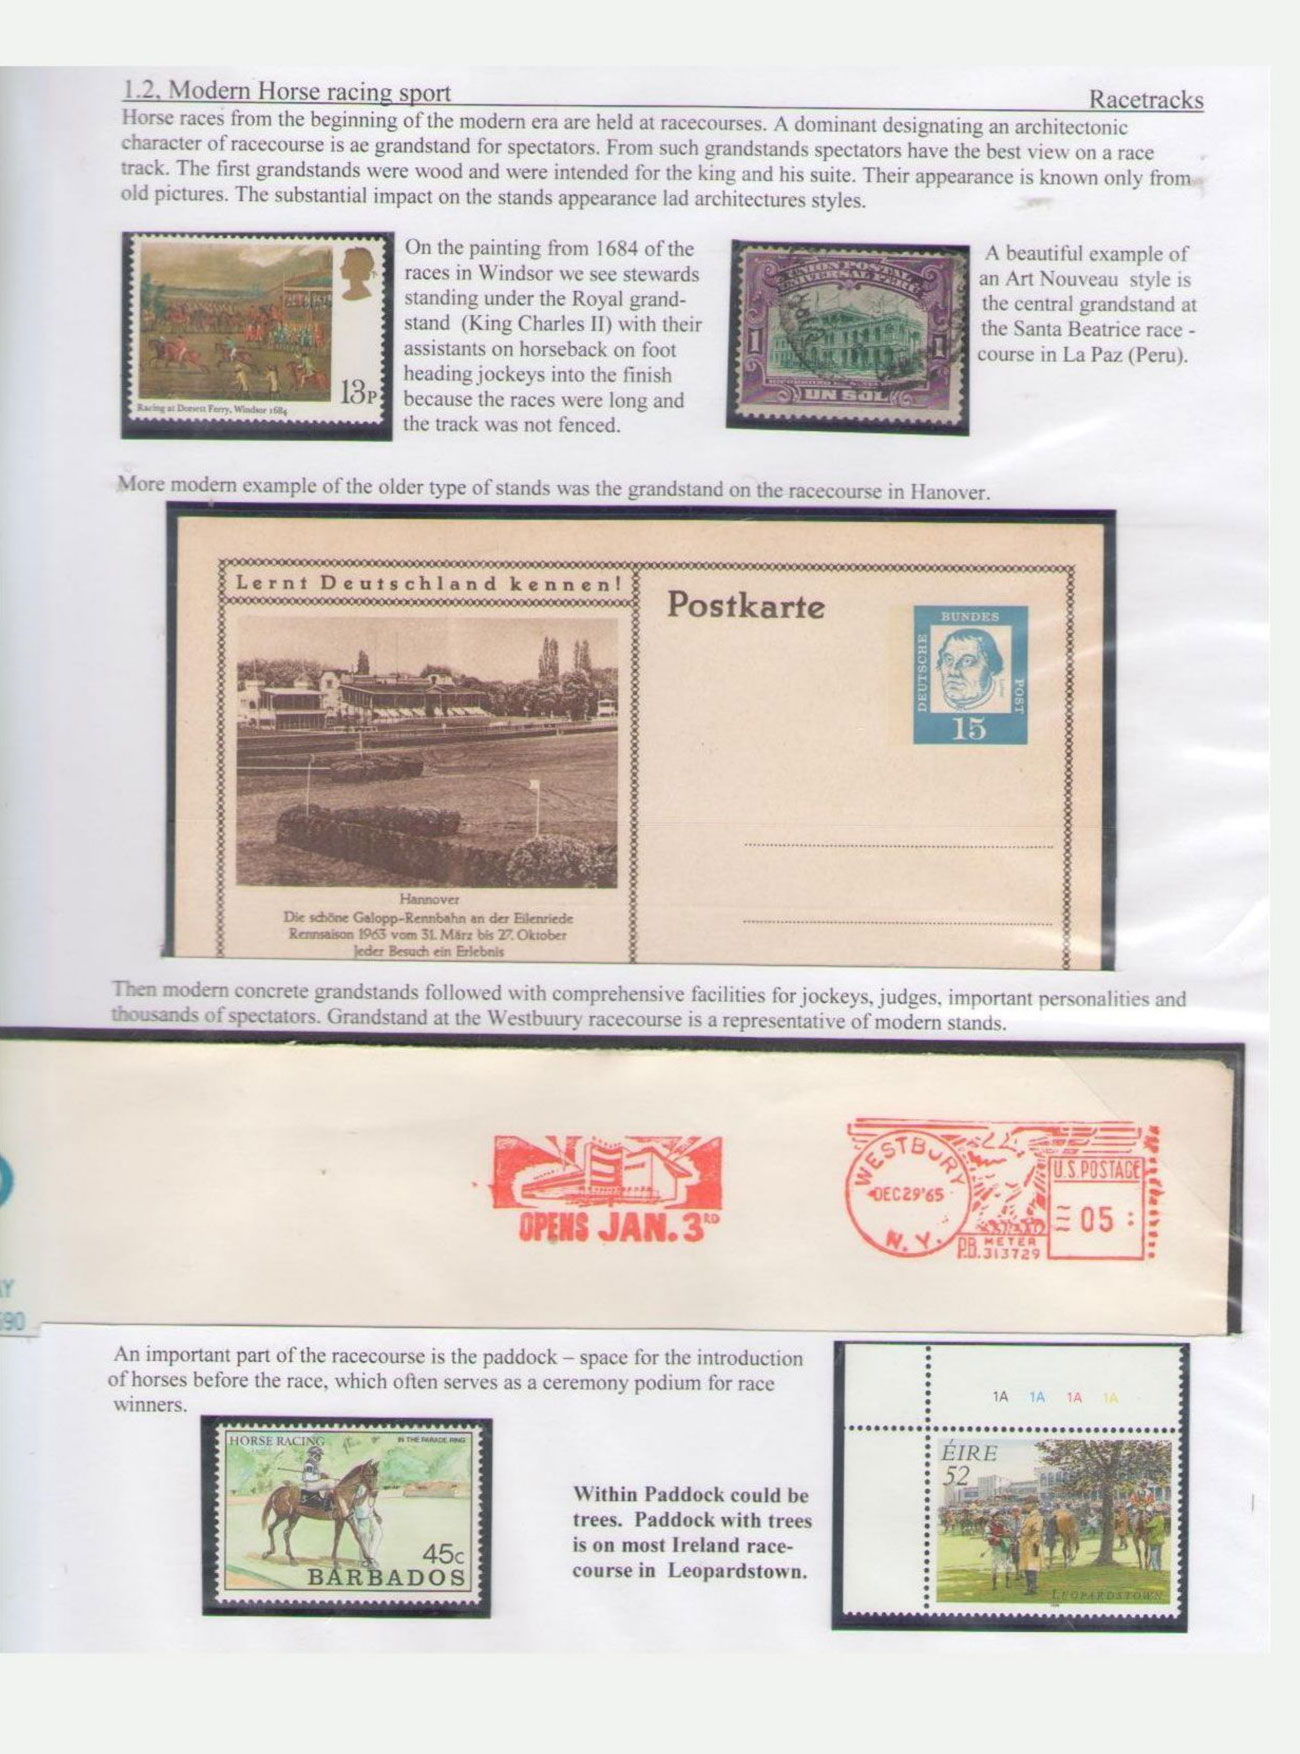 1.2, Modern Horse racing sport
Racetracks
Horse races from the beginning of the modern era are held at racecourses. A dominant designating an architectonic
character of racecourse is ae grandstand for spectators. From such grandstands spectators have the best view on a race
track. The first grandstands were wood and were intended for the king and his suite. Their appearance is known only from
old pictures. The substantial impact on the stands appearance lad architectures styles.
13P
Racing at Dorsett Ferry, Windsor 1684
On the painting from 1684 of the
races in Windsor we see stewards
standing under the Royal grand-
stand (King Charles II) with their
assistants on horseback on foot
heading jockeys into the finish
because the races were long and
the track was not fenced.
UNION POSTAL
UNIVERSAL PERU
1 1
UN SOL
A beautiful example of
an Art Nouveau style is
the central grandstand at
the Santa Beatrice race -
course in La Paz (Peru).
More modern example of the older type of stands was the grandstand on the racecourse in Hanover.
Lernt Deutschland kennen!
Postkarte
DEUTSCHE
BUNDES
POST
Luther
15
Hannover
Die schöne Galopp-Rennbahn an der Eilenriede
Rennsaison 1963 vom 31. März bis 27. Oktober
Jeder Besuch ein Erlebnis
Then modern concrete grandstands followed with comprehensive facilities for jockeys, judges, important personalities and
thousands of spectators. Grandstand at the Westbuury racecourse is a representative of modern stands.
OPENS JAN. 3RD
WESTBURY
DEC29'65
N.Y.
U.S. POSTAGE
05
P.B. METER
313729
AY
590
An important part of the racecourse is the paddock – space for the introduction
of horses before the race, which often serves as a ceremony podium for race
winners.
HORSE RACING
IN THE PARADE RING
45c
BARBADOS
Within Paddock could be
trees. Paddock with trees
is on most Ireland race-
course in Leopardstown.
1A 1A 1A 1A
ÉIRE
52
LEOPARDSTOWN